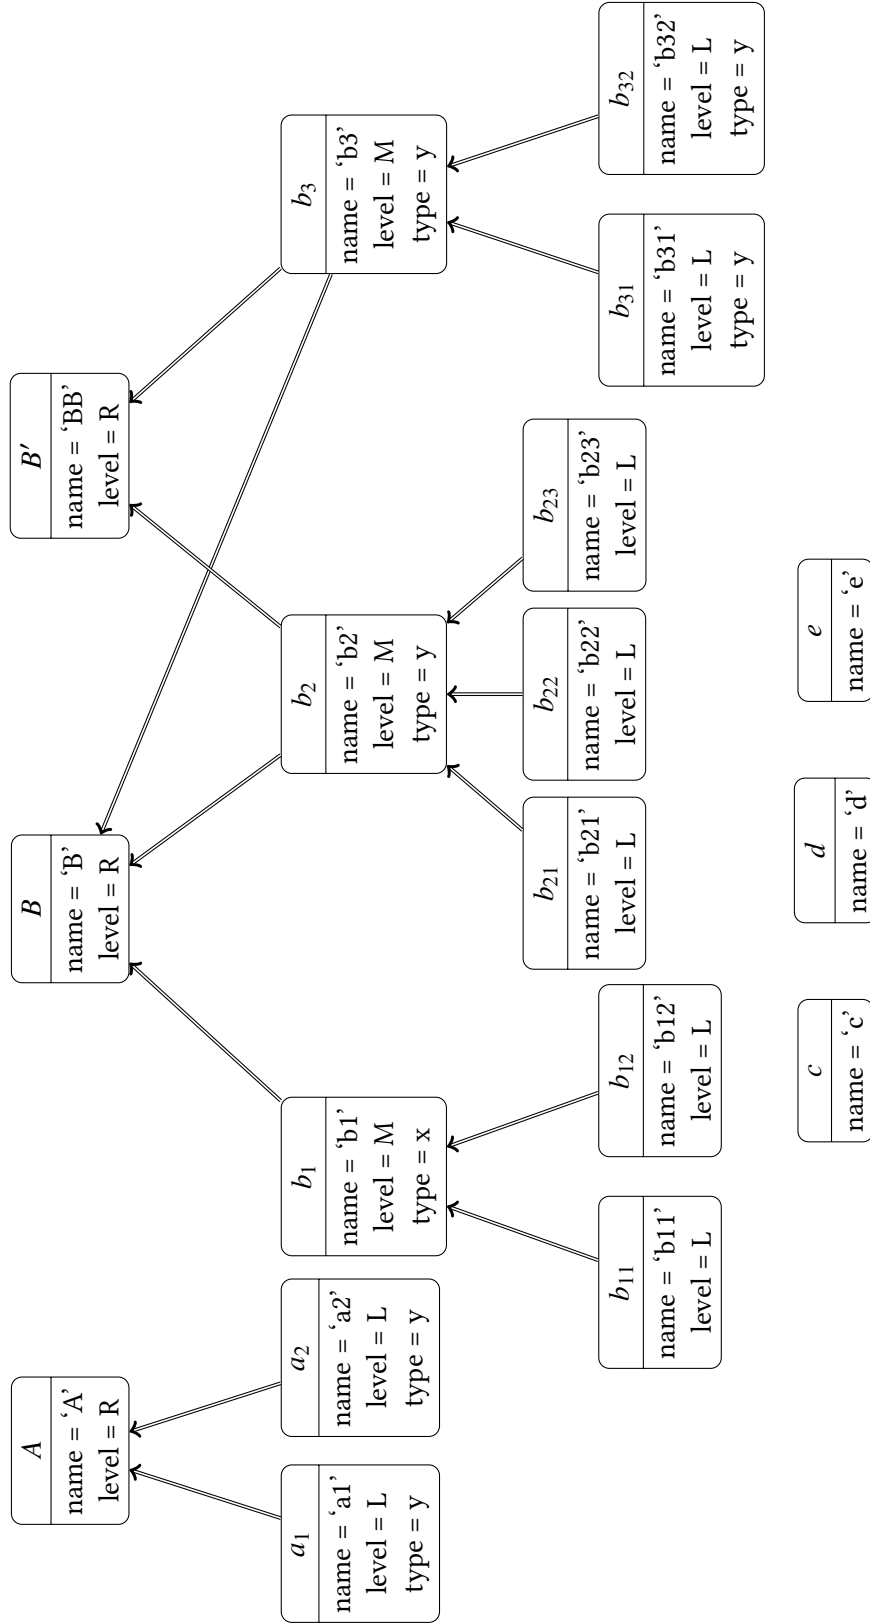 A
name = ‘A’
level = R
B
name = ‘B’
level = R
B′
name = ‘BB’
level = R
a1
name = ‘a1’
level = L
type = y
a2
name = ‘a2’
level = L
type = y
b1
name = ‘b1’
level = M
type = x
b2
name = ‘b2’
level = M
type = y
b3
name = ‘b3’
level = M
type = y
b11
name = ‘b11’
level = L
b12
name = ‘b12’
level = L
b21
name = ‘b21’
level = L
b22
name = ‘b22’
level = L
b23
name = ‘b23’
level = L
b31
name = ‘b31’
level = L
type = y
b32
name = ‘b32’
level = L
type = y
c
name = ‘c’
d
name = ‘d’
e
name = ‘e’